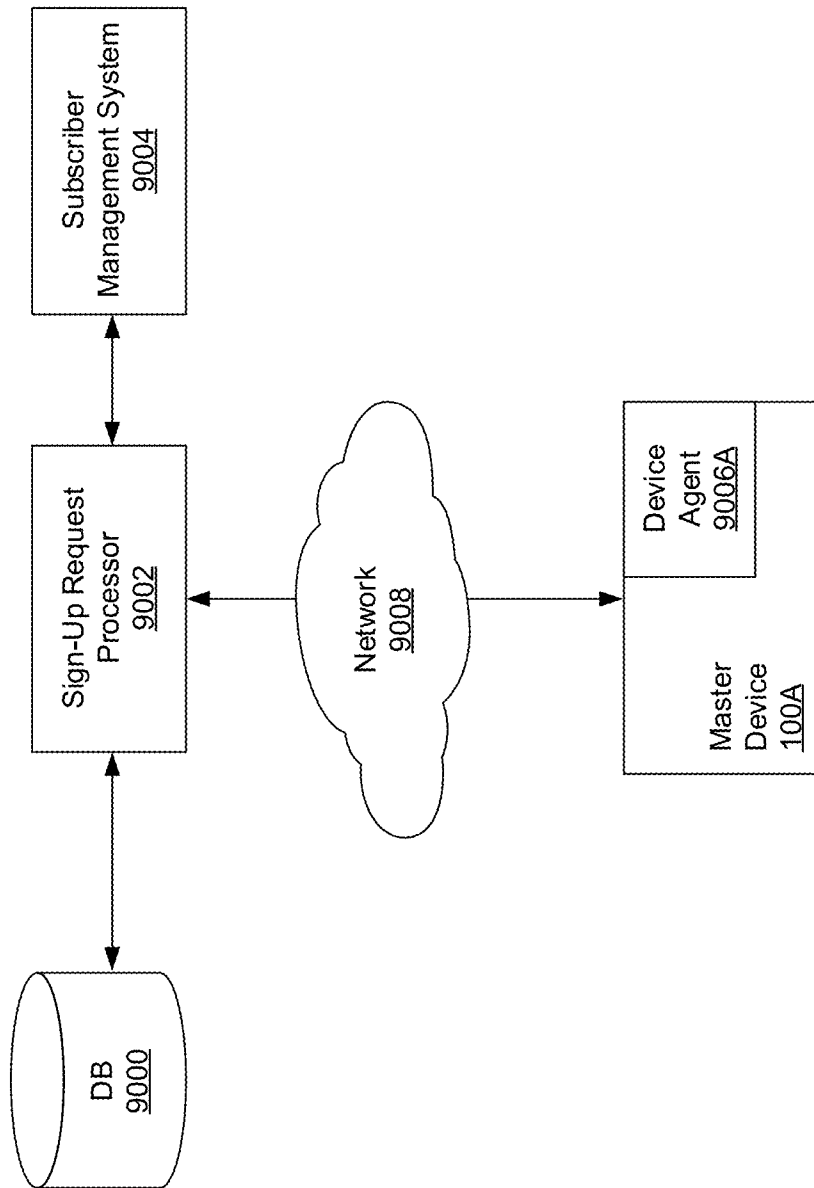 DB
9000
Sign-Up Request
Processor
9002
Subscriber
Management System
9004
Network
9008
Master
Device
100A
Device
Agent
9006A